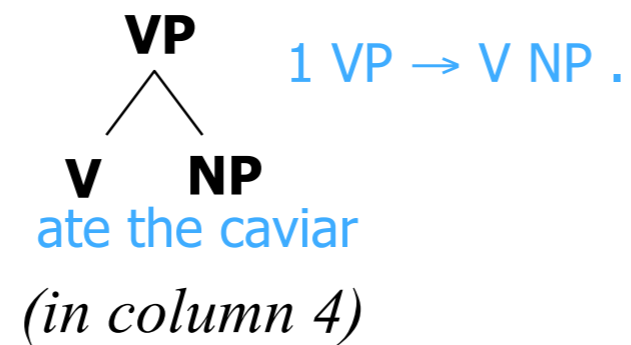 VP
1 VP → V NP .
V NP
ate the caviar
(in column 4)